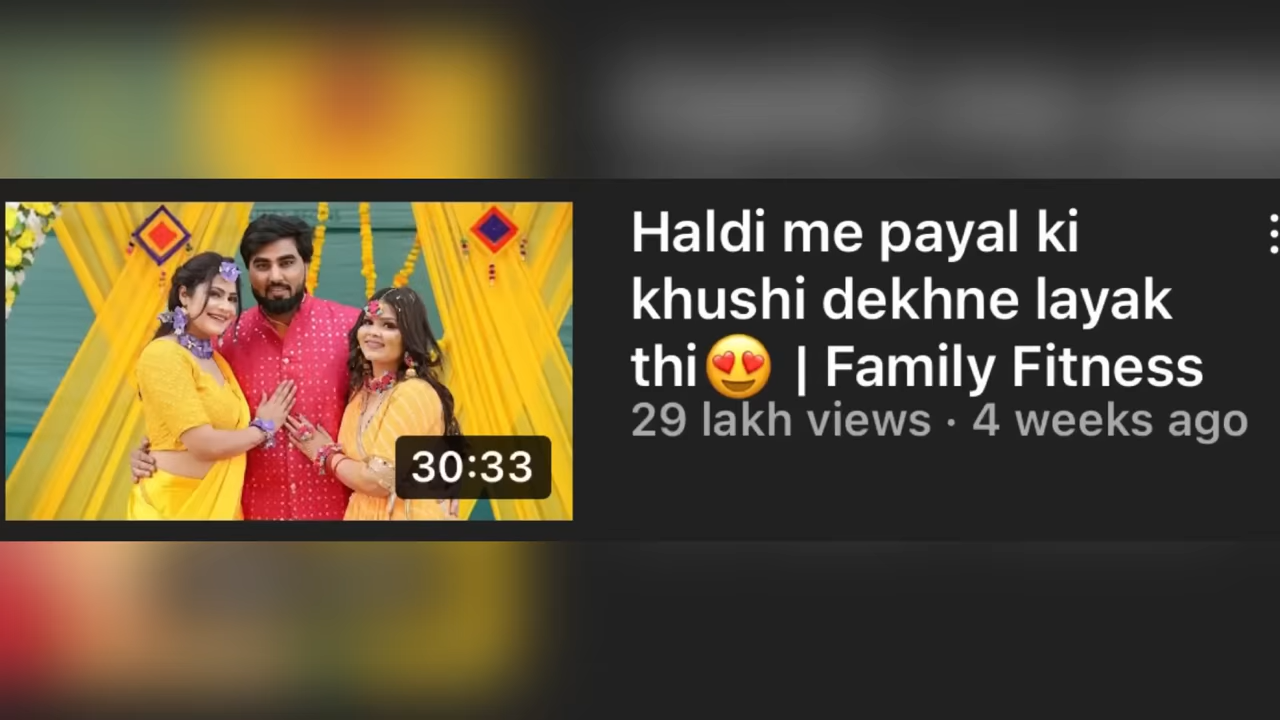 30:33
Haldi me payal ki
khushi dekhne layak
thi😍 | Family Fitness
29 lakh views · 4 weeks ago